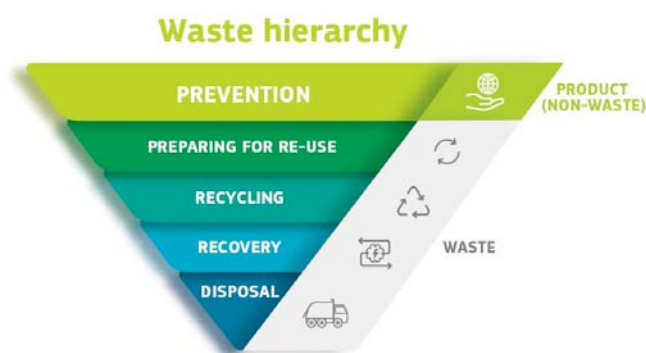 Waste hierarchy
PREVENTION
PRODUCT
(NON-WASTE)
PREPARING FOR RE-USE
RECYCLING
RECOVERY
WASTE
DISPOSAL